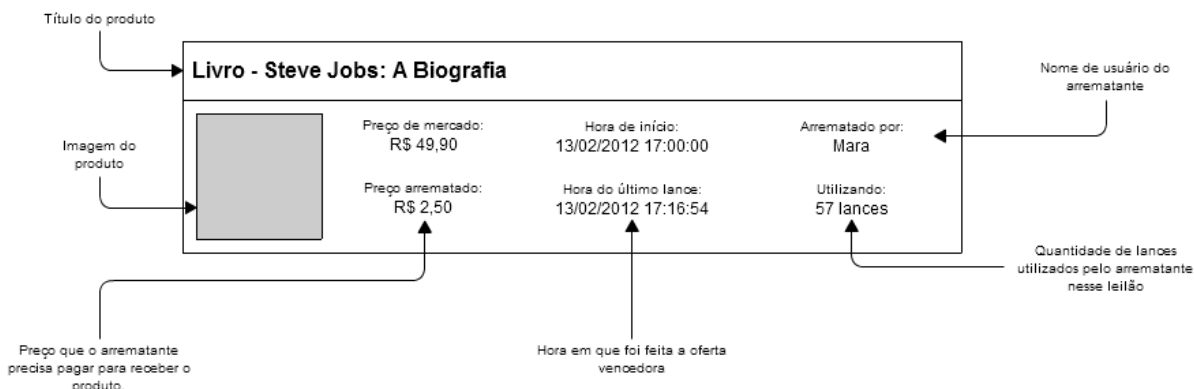 Título do produto
Livro - Steve Jobs: A Biografia
Nome de usuário do
arrematante
Imagem do
produto
Preço de mercado:
R$ 49,90
Hora de início:
13/02/2012 17:00:00
Arrematado por:
Mara
Preço arrematado:
R$ 2,50
Hora do último lance:
13/02/2012 17:16:54
Utilizando:
57 lances
Quantidade de lances
utilizados pelo arrematante
nesse leilão
Preço que o arrematante
precisa pagar para receber o
produto.
Hora em que foi feita a oferta
vencedora